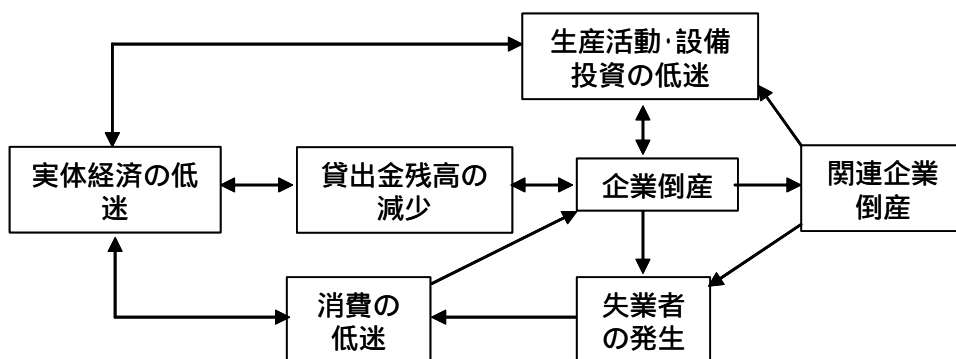 生産活動・設備
投資の低迷
実体経済の低
迷
貸出金残高の
減少
企業倒産
関連企業
倒産
消費の
低迷
失業者
の発生